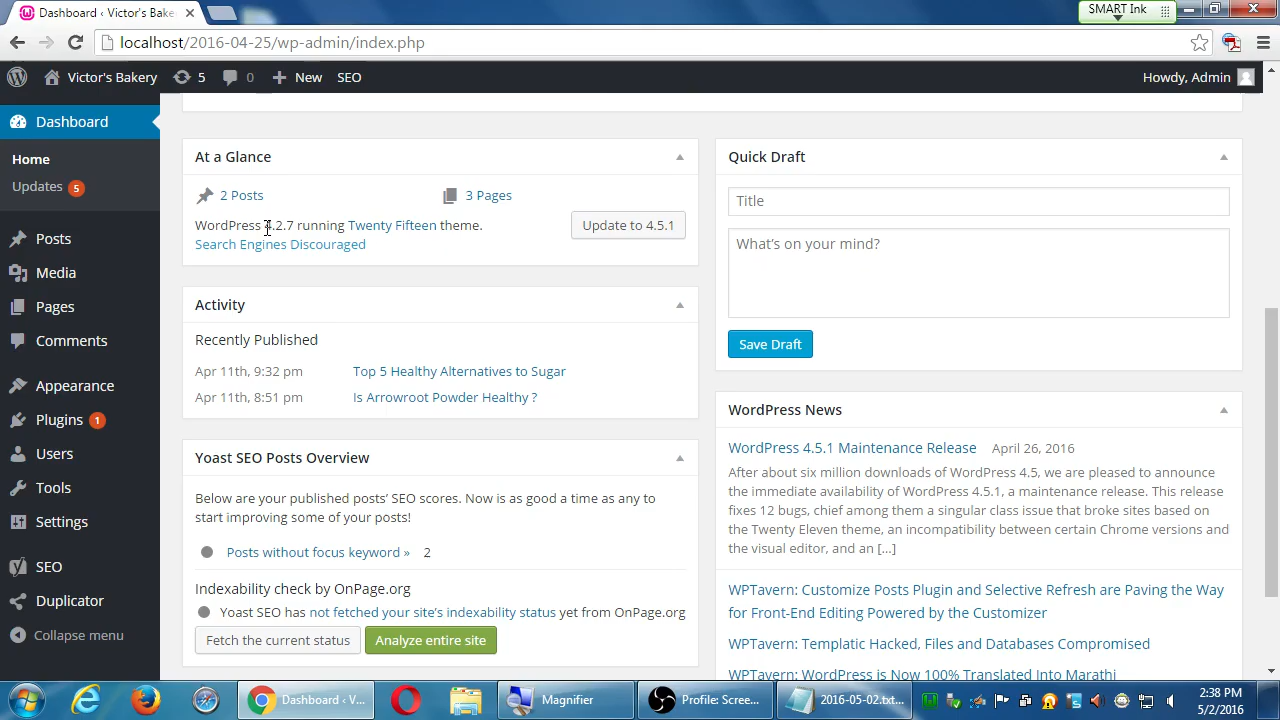 Dashboard ‹ Victor's Bake
SMART Ink
localhost/2016-04-25/wp-admin/index.php
Victor's Bakery 5 0 New SEO Howdy, Admin
Dashboard
Home
Updates 5
Posts
Media
Pages
Comments
Appearance
Plugins 1
Users
Tools
Settings
SEO
Duplicator
Collapse menu
At a Glance
2 Posts 3 Pages
WordPress 4.2.7 running Twenty Fifteen theme. Update to 4.5.1
Search Engines Discouraged
Activity
Recently Published
Apr 11th, 9:32 pm Top 5 Healthy Alternatives to Sugar
Apr 11th, 8:51 pm Is Arrowroot Powder Healthy ?
Yoast SEO Posts Overview
Below are your published posts' SEO scores. Now is as good a time as any to
start improving some of your posts!
Posts without focus keyword » 2
Indexability check by OnPage.org
Yoast SEO has not fetched your site's indexability status yet from OnPage.org
Fetch the current status Analyze entire site
Quick Draft
Title
What's on your mind?
Save Draft
WordPress News
WordPress 4.5.1 Maintenance Release April 26, 2016
After about six million downloads of WordPress 4.5, we are pleased to announce
the immediate availability of WordPress 4.5.1, a maintenance release. This release
fixes 12 bugs, chief among them a singular class issue that broke sites based on
the Twenty Eleven theme, an incompatibility between certain Chrome versions and
the visual editor, and an […]
WPTavern: Customize Posts Plugin and Selective Refresh are Paving the Way
for Front-End Editing Powered by the Customizer
WPTavern: Templatic Hacked, Files and Databases Compromised
WPTavern: WordPress is Now 100% Translated Into Marathi
Dashboard ‹ V... Magnifier Profile: Scree... 2016-05-02.txt... 2:38 PM
5/2/2016